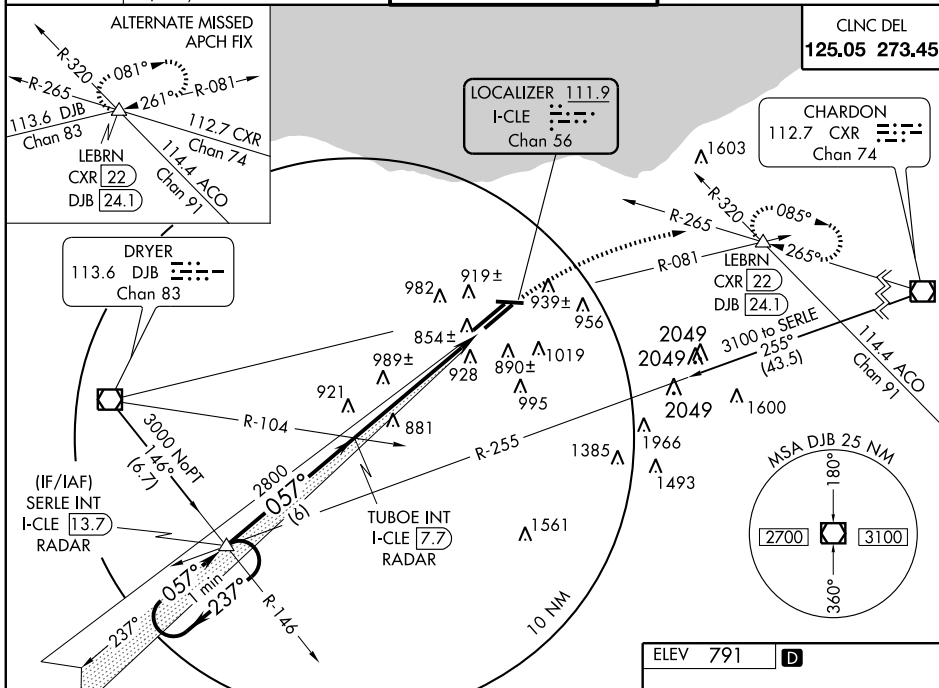 ALTERNATE MISSED
APCH FIX
R-320
081°
R-265
R-081
261°
113.6 DJB
Chan 83
112.7 CXR
Chan 74
LEBRN
CXR 22
DJB 24.1
114.4 ACO
Chan 91
CLNC DEL
125.05 273.45
LOCALIZER 111.9
I-CLE
Chan 56
CHARDON
112.7 CXR
Chan 74
1603
R-320
085°
R-265
265°
R-081
LEBRN
CXR 22
DJB 24.1
DRYER
113.6 DJB
Chan 83
982
919±
939±
956
854±
989±
928
890±
1019
995
921
881
2049
2049
2049
3100 to SERLE
255°
(43.5)
114.4 ACO
Chan 91
1600
1966
1385
1493
1561
R-104
R-255
3000 NoPT
146°
(6.7)
2800
057°
(6)
(IF/IAF)
SERLE INT
I-CLE 13.7
RADAR
TUBOE INT
I-CLE 7.7
RADAR
057°
1 min
237°
237°
R-146
10 NM
MSA DJB 25 NM
180°
2700
3100
360°
ELEV 791
D